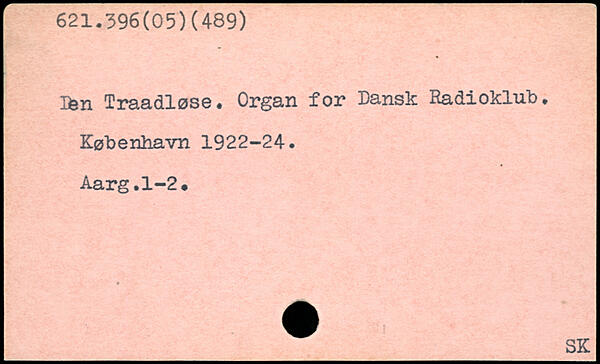 621.396(05)(489)
Den Traadløse. Organ for Dansk Radioklub.
København 1922-24.
Aarg.1-2.
SK